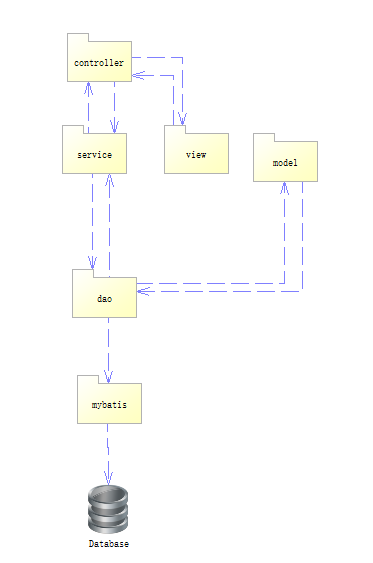 controller
service
view
model
dao
mybatis
Database